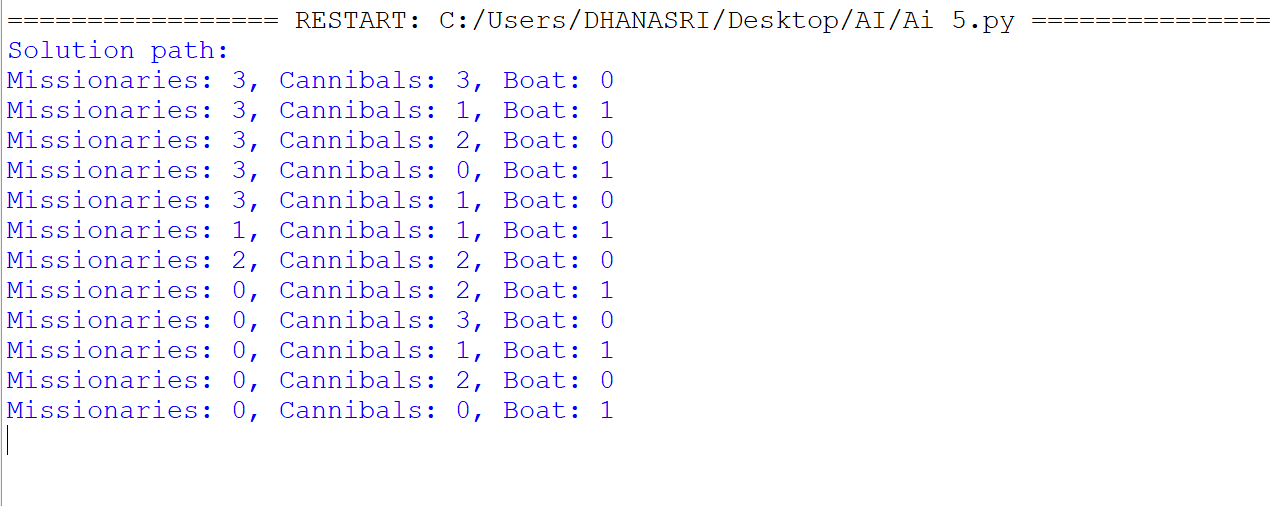 ================= RESTART: C:/Users/DHANASRI/Desktop/AI/Ai 5.py ===============
Solution path:
Missionaries: 3, Cannibals: 3, Boat: 0
Missionaries: 3, Cannibals: 1, Boat: 1
Missionaries: 3, Cannibals: 2, Boat: 0
Missionaries: 3, Cannibals: 0, Boat: 1
Missionaries: 3, Cannibals: 1, Boat: 0
Missionaries: 1, Cannibals: 1, Boat: 1
Missionaries: 2, Cannibals: 2, Boat: 0
Missionaries: 0, Cannibals: 2, Boat: 1
Missionaries: 0, Cannibals: 3, Boat: 0
Missionaries: 0, Cannibals: 1, Boat: 1
Missionaries: 0, Cannibals: 2, Boat: 0
Missionaries: 0, Cannibals: 0, Boat: 1